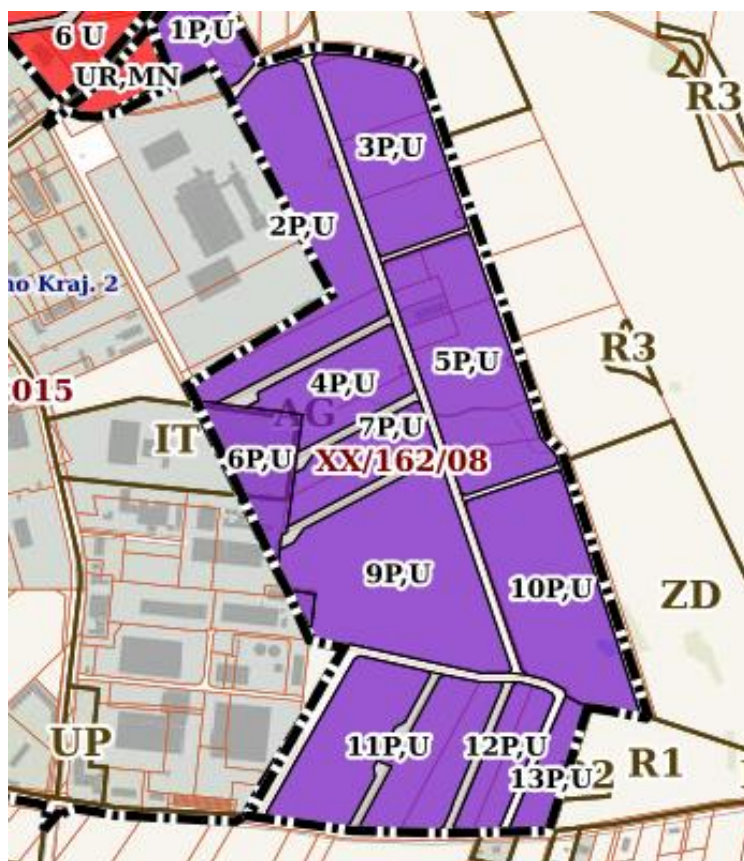 6 U
1P,U
UR,MN
R3
3P,U
2P,U
no Kraj. 2
R3
5P,U
015
4P,U
AG
7P,U
IT
6P,U
XX/162/08
9P,U
10P,U
ZD
UP
11P,U
12P,U
R1
13P,U